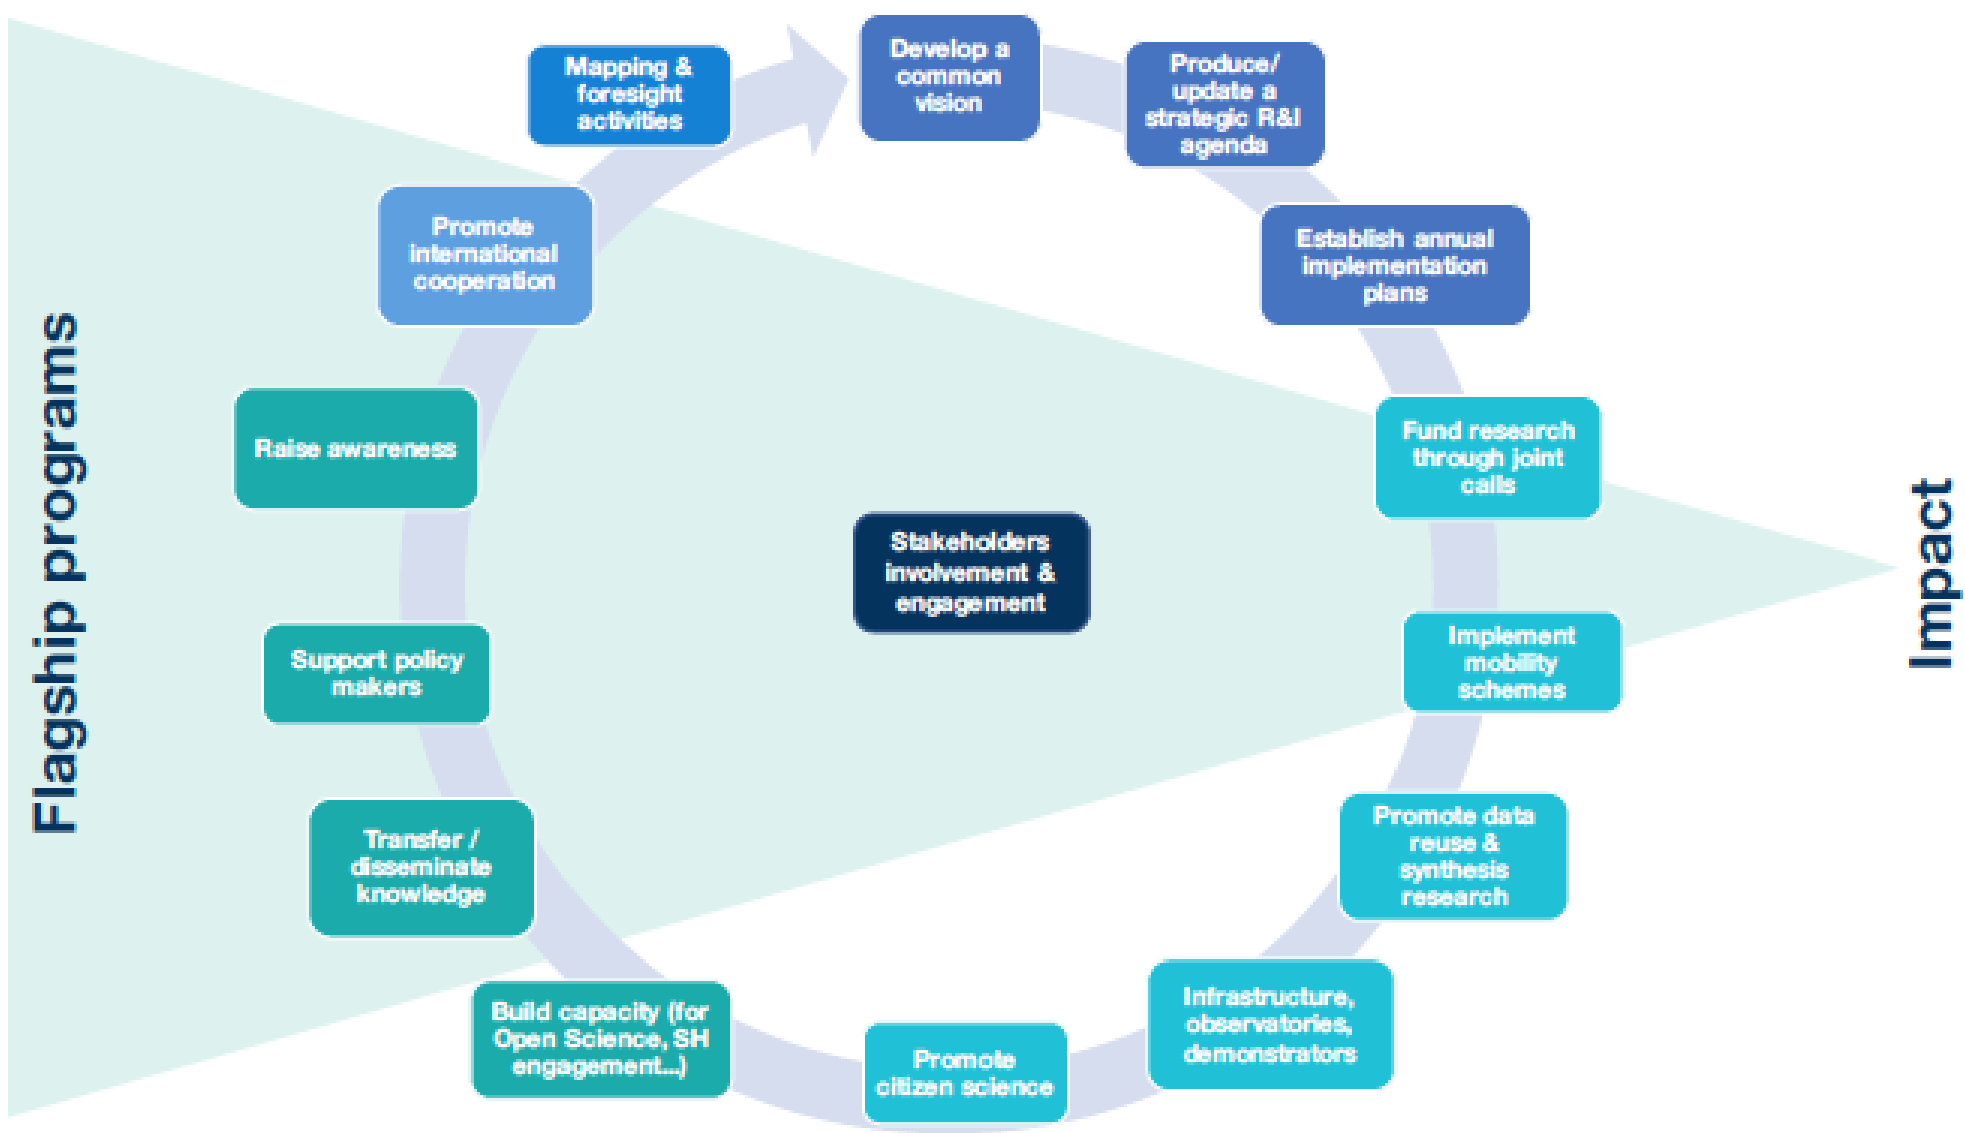 Flagship programs
Mapping &
foresight
activities
Develop a
common
vision
Produce/
update a
strategic R&I
agenda
Establish annual
implementation
plans
Fund research
through joint
calls
Implement
mobility
schemes
Promote data
reuse &
synthesis
research
Infrastructure,
observatories,
demonstrators
Promote
citizen science
Build capacity (for
Open Science, SH
engagement...)
Transfer /
disseminate
knowledge
Support policy
makers
Raise awareness
Promote
international
cooperation
Stakeholders
involvement &
engagement
Impact